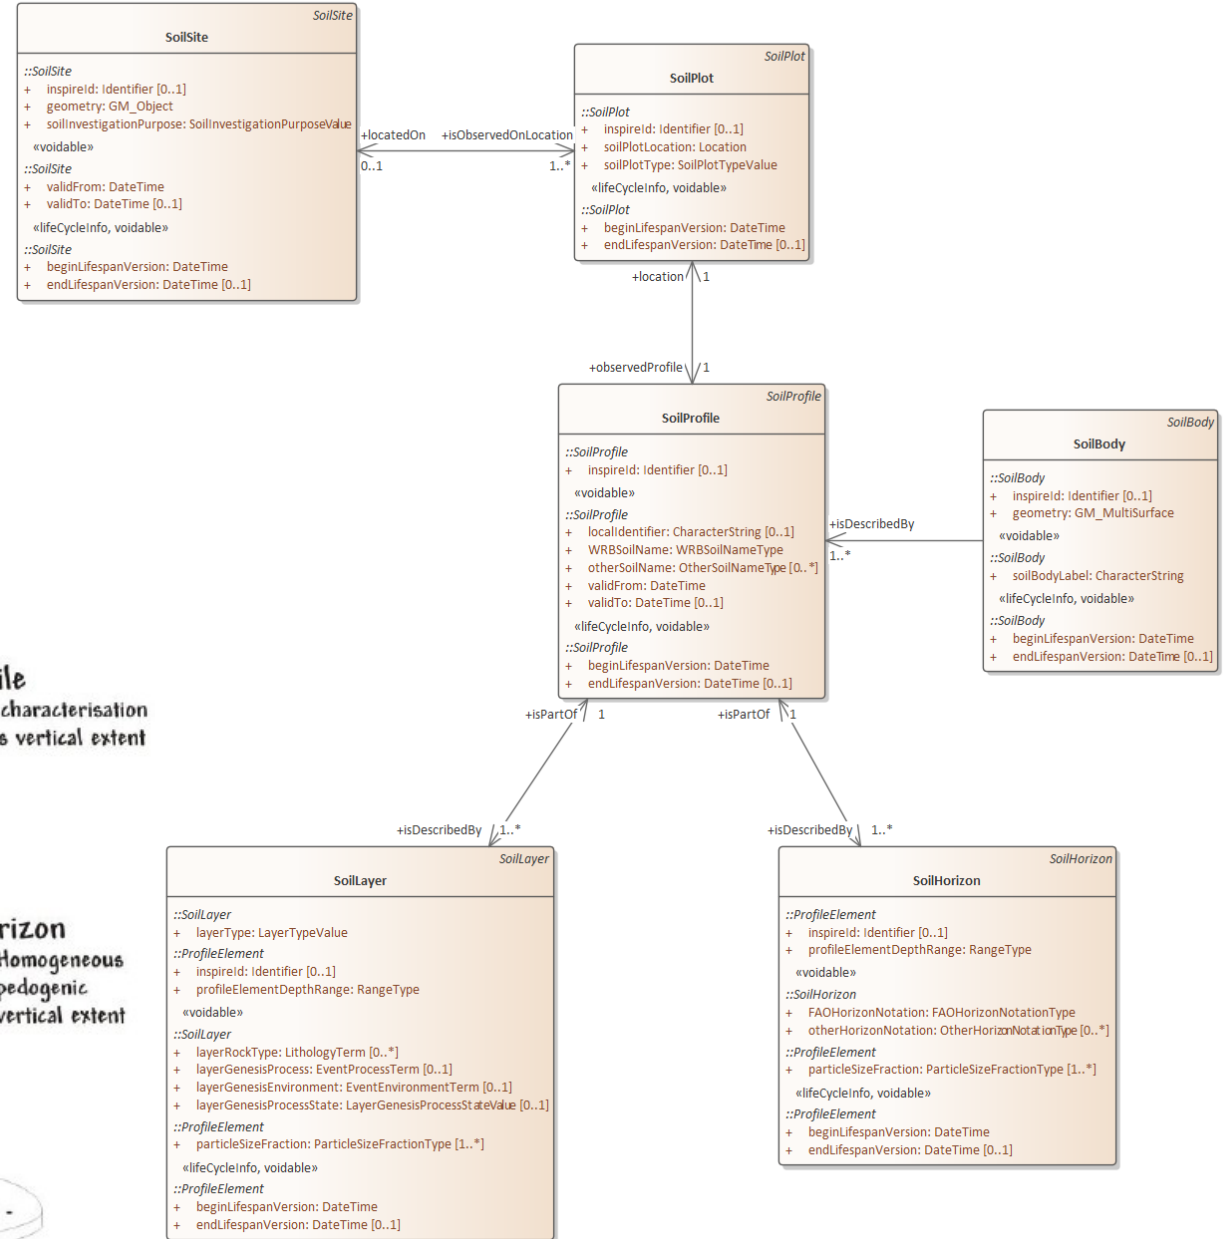 SoilSite
SoilSite
::SoilSite
+ inspireId: Identifier [0..1]
+ geometry: GM_Object
+ soilInvestigationPurpose: SoilInvestigationPurposeValue
«voidable»
::SoilSite
+ validFrom: DateTime
+ validTo: DateTime [0..1]
«lifeCycleInfo, voidable»
::SoilSite
+ beginLifespanVersion: DateTime
+ endLifespanVersion: DateTime [0..1]
+locatedOn +isObservedOnLocation
0..1 1..*
SoilPlot
SoilPlot
::SoilPlot
+ inspireId: Identifier [0..1]
+ soilPlotLocation: Location
+ soilPlotType: SoilPlotTypeValue
«lifeCycleInfo, voidable»
::SoilPlot
+ beginLifespanVersion: DateTime
+ endLifespanVersion: DateTime [0..1]
+location 1
+observedProfile 1
SoilProfile
SoilProfile
::SoilProfile
+ inspireId: Identifier [0..1]
«voidable»
::SoilProfile
+ localIdentifier: CharacterString [0..1]
+ WRBSoilName: WRBSoilNameType
+ otherSoilName: OtherSoilNameType [0..*]
+ validFrom: DateTime
+ validTo: DateTime [0..1]
«lifeCycleInfo, voidable»
::SoilProfile
+ beginLifespanVersion: DateTime
+ endLifespanVersion: DateTime [0..1]
+isDescribedBy
1..*
SoilBody
SoilBody
::SoilBody
+ inspireId: Identifier [0..1]
+ geometry: GM_MultiSurface
«voidable»
::SoilBody
+ soilBodyLabel: CharacterString
«lifeCycleInfo, voidable»
::SoilBody
+ beginLifespanVersion: DateTime
+ endLifespanVersion: DateTime [0..1]
ile
characterisation
s vertical extent
+isPartOf 1
+isPartOf 1
+isDescribedBy 1..*
+isDescribedBy 1..*
rizon
Homogeneous
pedogenic
vertical extent
SoilLayer
SoilLayer
::SoilLayer
+ layerType: LayerTypeValue
::ProfileElement
+ inspireId: Identifier [0..1]
+ profileElementDepthRange: RangeType
«voidable»
::SoilLayer
+ layerRockType: LithologyTerm [0..*]
+ layerGenesisProcess: EventProcessTerm [0..1]
+ layerGenesisEnvironment: EventEnvironmentTerm [0..1]
+ layerGenesisProcessState: LayerGenesisProcessStateValue [0..1]
::ProfileElement
+ particleSizeFraction: ParticleSizeFractionType [1..*]
«lifeCycleInfo, voidable»
::ProfileElement
+ beginLifespanVersion: DateTime
+ endLifespanVersion: DateTime [0..1]
SoilHorizon
SoilHorizon
::ProfileElement
+ inspireId: Identifier [0..1]
+ profileElementDepthRange: RangeType
«voidable»
::SoilHorizon
+ FAOHorizonNotation: FAOHorizonNotationType
+ otherHorizonNotation: OtherHorizonNotationType [0..*]
::ProfileElement
+ particleSizeFraction: ParticleSizeFractionType [1..*]
«lifeCycleInfo, voidable»
::ProfileElement
+ beginLifespanVersion: DateTime
+ endLifespanVersion: DateTime [0..1]